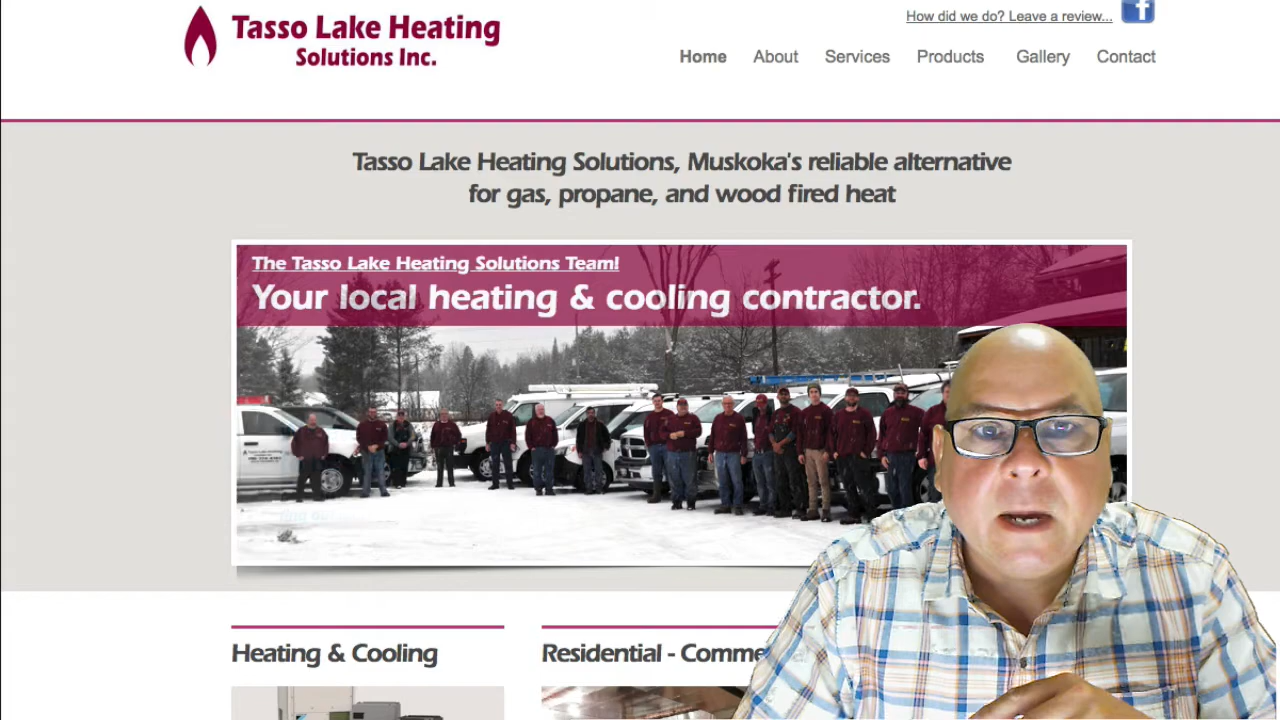 Tasso Lake Heating
Solutions Inc.
How did we do? Leave a review...
f
Home About Services Products Gallery Contact
Tasso Lake Heating Solutions, Muskoka's reliable alternative
for gas, propane, and wood fired heat
The Tasso Lake Heating Solutions Team!
Your local heating & cooling contractor.
Heating & Cooling
Residential - Comme